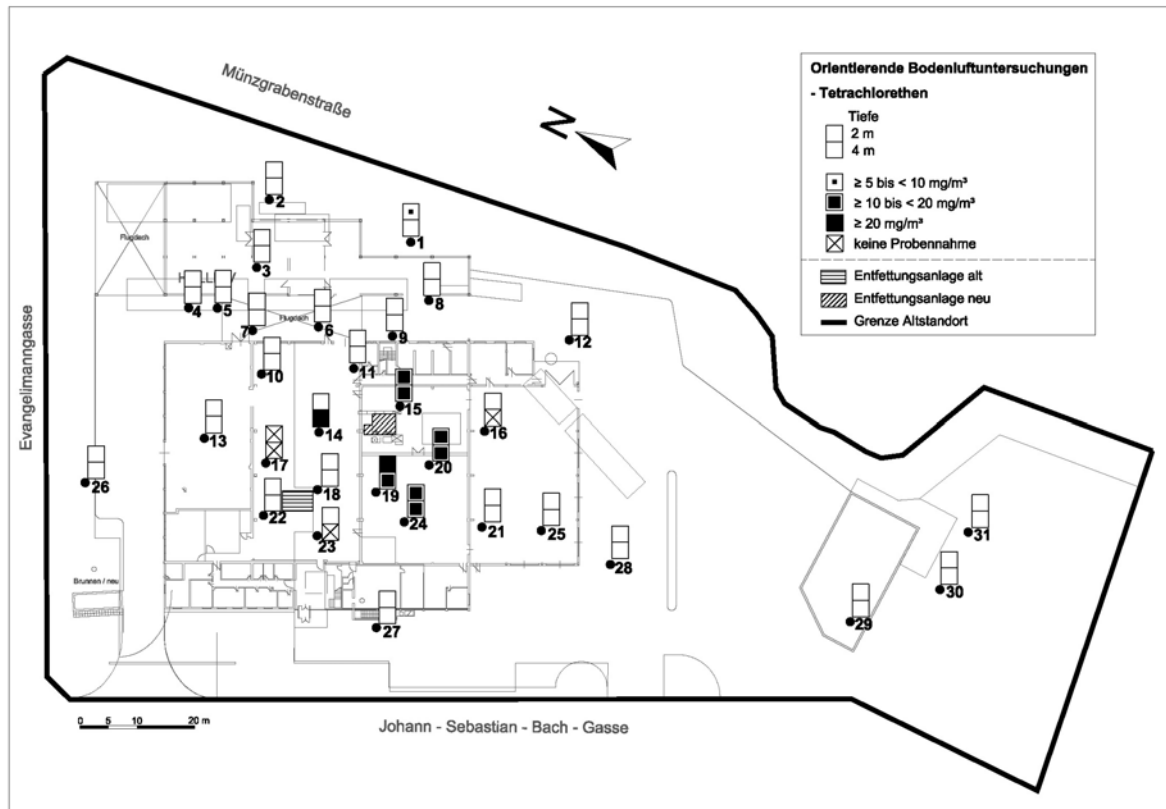 Münzgrabenstraße
N
Orientierende Bodenluftuntersuchungen
- Tetrachlorethen
Tiefe
2 m
4 m
≥ 5 bis < 10 mg/m³
≥ 10 bis < 20 mg/m³
≥ 20 mg/m³
keine Probennahme
Entfettungsanlage alt
Entfettungsanlage neu
Grenze Altstandort
2
1
Flugdach
3
8
4
5
7
Flugdach
6
9
12
10
11
15
13
14
16
17
20
26
18
19
22
24
21
25
23
28
31
30
29
27
Evangelimanngasse
Brunnen / neu
0 5 10 20 m
Johann - Sebastian - Bach - Gasse